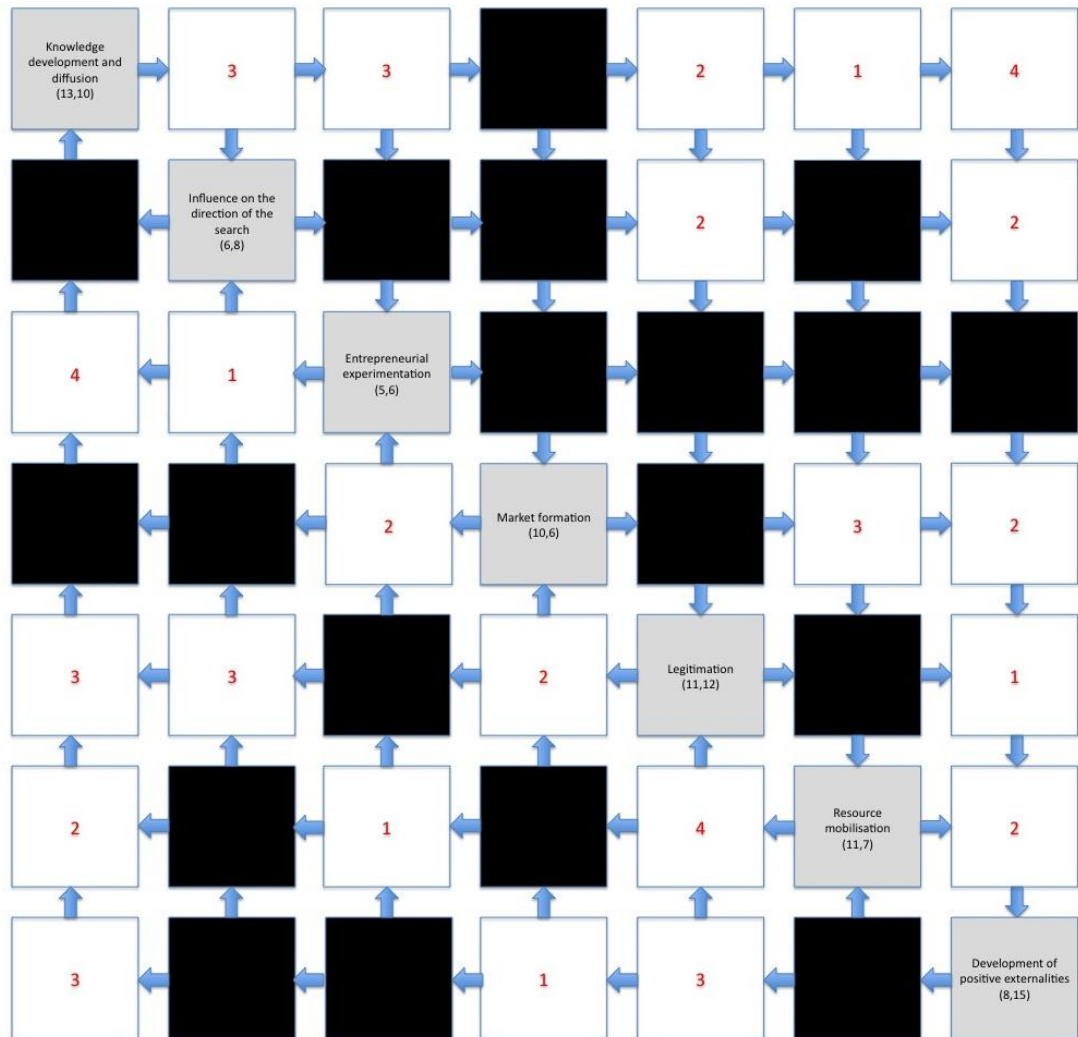 Knowledge
development and
diffusion
(13,10)
3
3
2
1
4
Influence on the
direction of the
search
(6,8)
2
2
4
1
Entrepreneurial
experimentation
(5,6)
2
Market formation
(10,6)
3
2
3
3
2
Legitimation
(11,12)
1
2
1
4
Resource
mobilisation
(11,7)
2
3
1
3
Development of
positive externalities
(8,15)